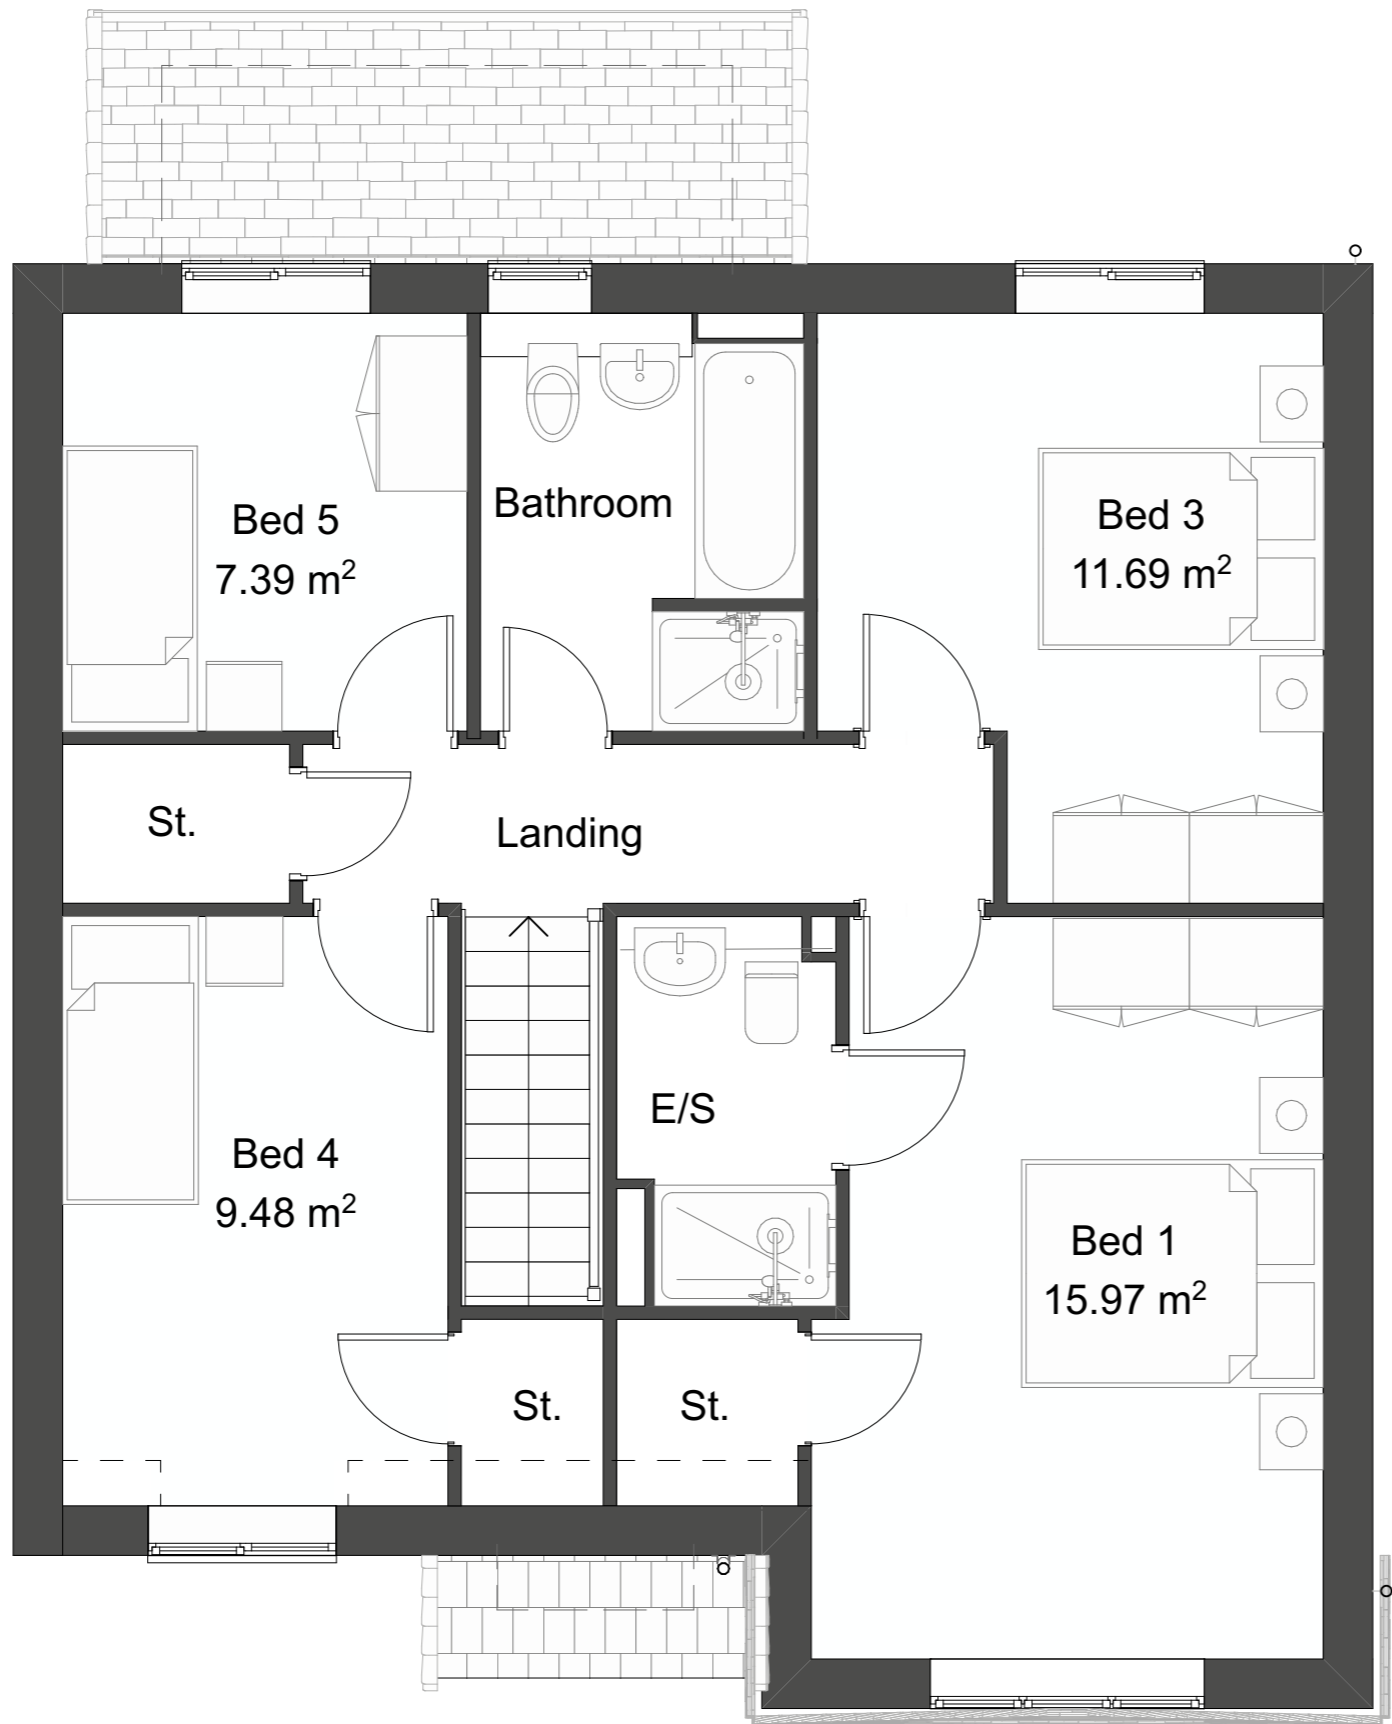 Bed 5
7.39 m²
Bathroom
Bed 3
11.69 m²
St.
Landing
Bed 4
9.48 m²
E/S
Bed 1
15.97 m²
St.
St.